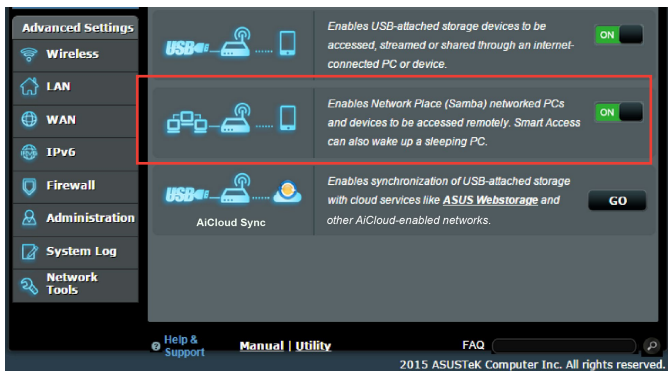 Advanced Settings
Wireless
LAN
WAN
IPv6
Firewall
Administration
System Log
Network
Tools
USB
Enables USB-attached storage devices to be
accessed, streamed or shared through an internet-
connected PC or device.
ON
Enables Network Place (Samba) networked PCs
and devices to be accessed remotely. Smart Access
can also wake up a sleeping PC.
ON
USB
AiCloud Sync
Enables synchronization of USB-attached storage
with cloud services like ASUS Webstorage and
other AiCloud-enabled networks.
GO
Help &
Support
Manual | Utility
FAQ
2015 ASUSTeK Computer Inc. All rights reserved.